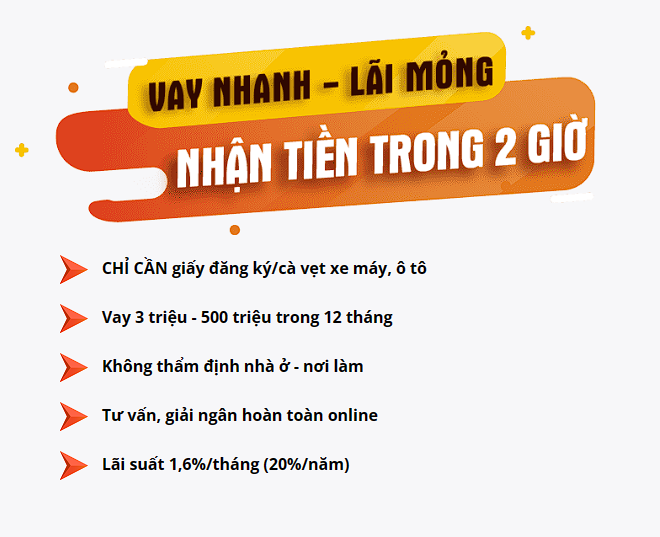 VAY NHANH – LÃI MỎNG
NHẬN TIỀN TRONG 2 GIỜ
CHỈ CẦN giấy đăng ký/cà vẹt xe máy, ô tô
Vay 3 triệu - 500 triệu trong 12 tháng
Không thẩm định nhà ở - nơi làm
Tư vấn, giải ngân hoàn toàn online
Lãi suất 1,6%/tháng (20%/năm)